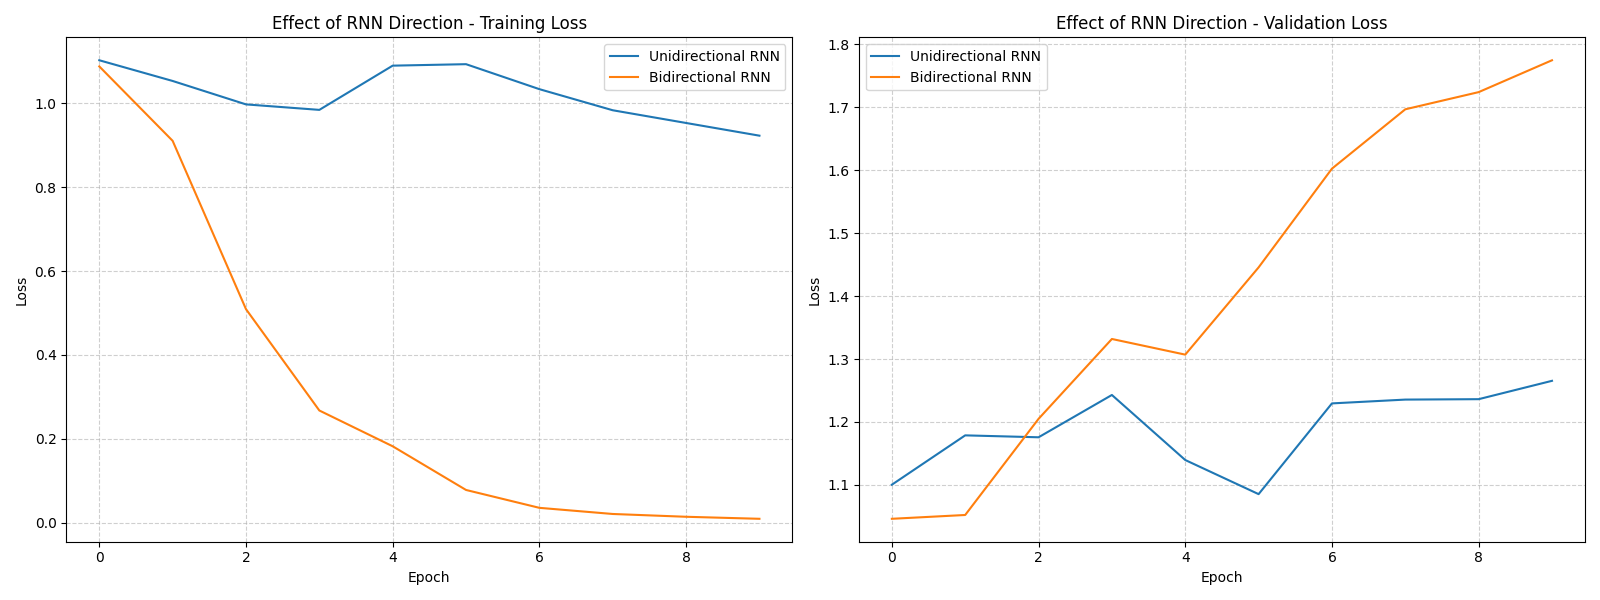 Effect of RNN Direction - Training Loss
Unidirectional RNN
Bidirectional RNN
Loss
1.0
0.8
0.6
0.4
0.2
0.0
0
2
4
6
8
Epoch
Effect of RNN Direction - Validation Loss
Unidirectional RNN
Bidirectional RNN
Loss
1.8
1.7
1.6
1.5
1.4
1.3
1.2
1.1
0
2
4
6
8
Epoch